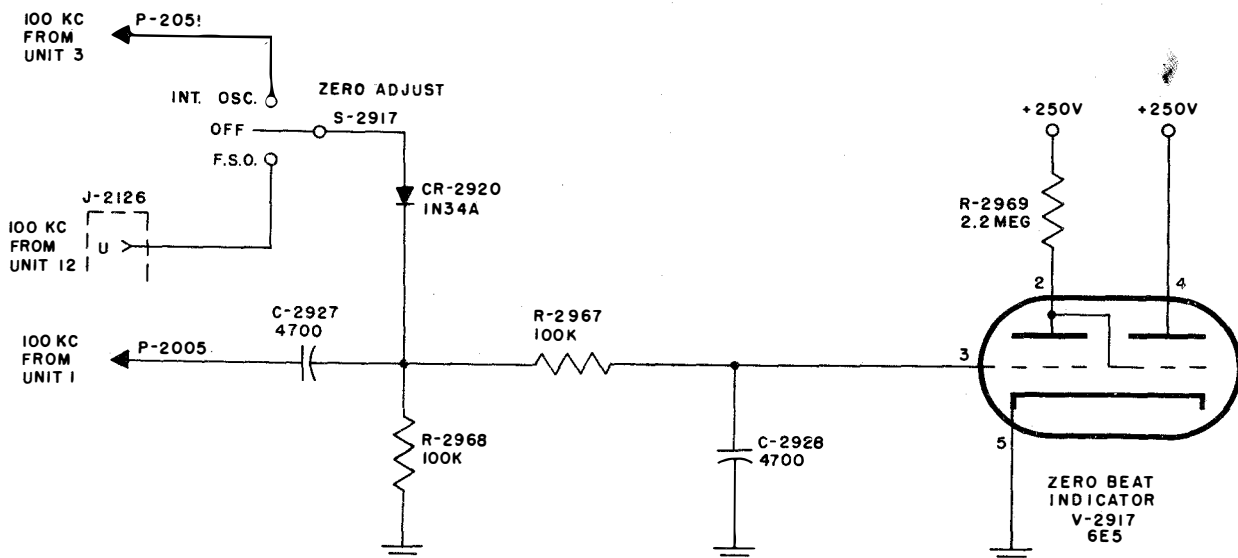 100 KC
FROM
UNIT 3
P-2051
INT. OSC.
ZERO ADJUST
S-2917
OFF
F.S.O.
J-2126
100 KC
FROM
UNIT 12
U
CR-2920
1N34A
C-2927
4700
100 KC
FROM
UNIT 1
P-2005
R-2967
100K
R-2968
100K
C-2928
4700
+250V
+250V
R-2969
2.2 MEG
2
4
3
5
ZERO BEAT
INDICATOR
V-2917
6E5